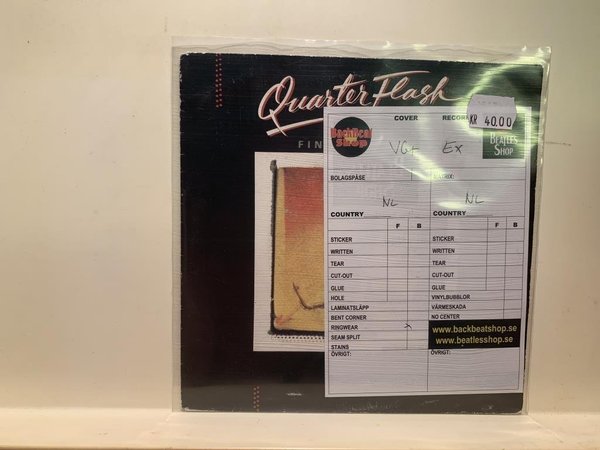 Quarter Flash
FIN
COVER
RECOR
KR 40.00
BackBeat
Shop
VG+
Ex
BEATLES
SHOP
BOLAGSPÅSE
NL
NL
COUNTRY
COUNTRY
F B
F B
STICKER
STICKER
WRITTEN
WRITTEN
TEAR
TEAR
CUT-OUT
CUT-OUT
GLUE
GLUE
HOLE
VINYLBUBBLOR
LAMINATSLÄPP
VÄRMESKADA
BENT CORNER
NO CENTER
RINGWEAR
x
SEAM SPLIT
STAINS
www.backbeatshop.se
www.beatlesshop.se
ÖVRIGT:
ÖVRIGT: